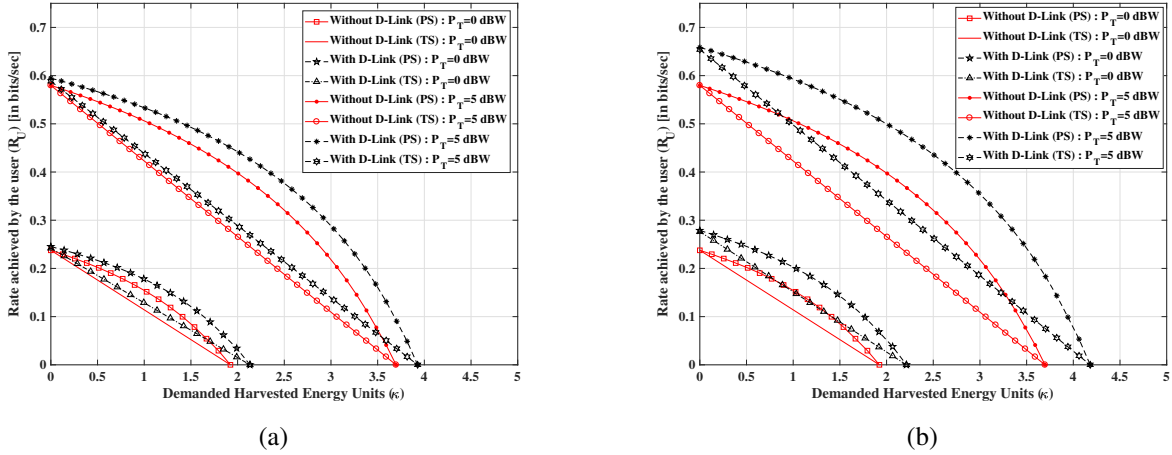 0.7
0.6
0.5
0.4
0.3
0.2
0.1
0
Rate achieved by the user (R_U) [in bits/sec]
Without D-Link (PS) : P_T=0 dBW
Without D-Link (TS) : P_T=0 dBW
With D-Link (PS) : P_T=0 dBW
With D-Link (TS) : P_T=0 dBW
Without D-Link (PS) : P_T=5 dBW
Without D-Link (TS) : P_T=5 dBW
With D-Link (PS) : P_T=5 dBW
With D-Link (TS) : P_T=5 dBW
0 0.5 1 1.5 2 2.5 3 3.5 4 4.5 5
Demanded Harvested Energy Units (κ)
(a)
0.7
0.6
0.5
0.4
0.3
0.2
0.1
0
Rate achieved by the user (R_U) [in bits/sec]
Without D-Link (PS) : P_T=0 dBW
Without D-Link (TS) : P_T=0 dBW
With D-Link (PS) : P_T=0 dBW
With D-Link (TS) : P_T=0 dBW
Without D-Link (PS) : P_T=5 dBW
Without D-Link (TS) : P_T=5 dBW
With D-Link (PS) : P_T=5 dBW
With D-Link (TS) : P_T=5 dBW
0 0.5 1 1.5 2 2.5 3 3.5 4 4.5 5
Demanded Harvested Energy Units (κ)
(b)